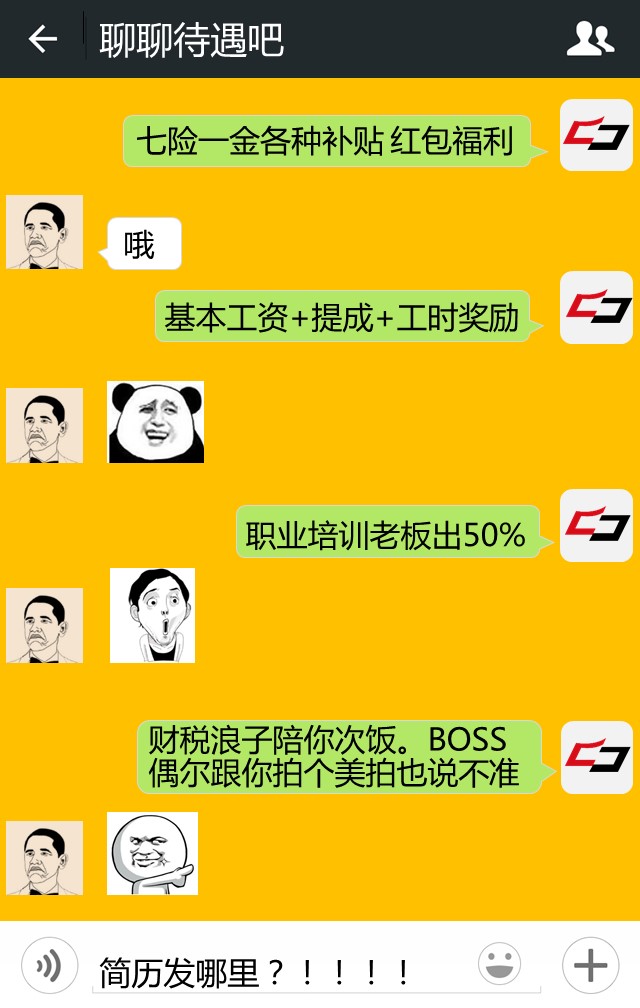 聊聊待遇吧
七险一金各种补贴 红包福利
哦
基本工资+提成+工时奖励
职业培训老板出50%
财税浪子陪你次饭。BOSS
偶尔跟你拍个美拍也说不准
简历发哪里？！！！！！